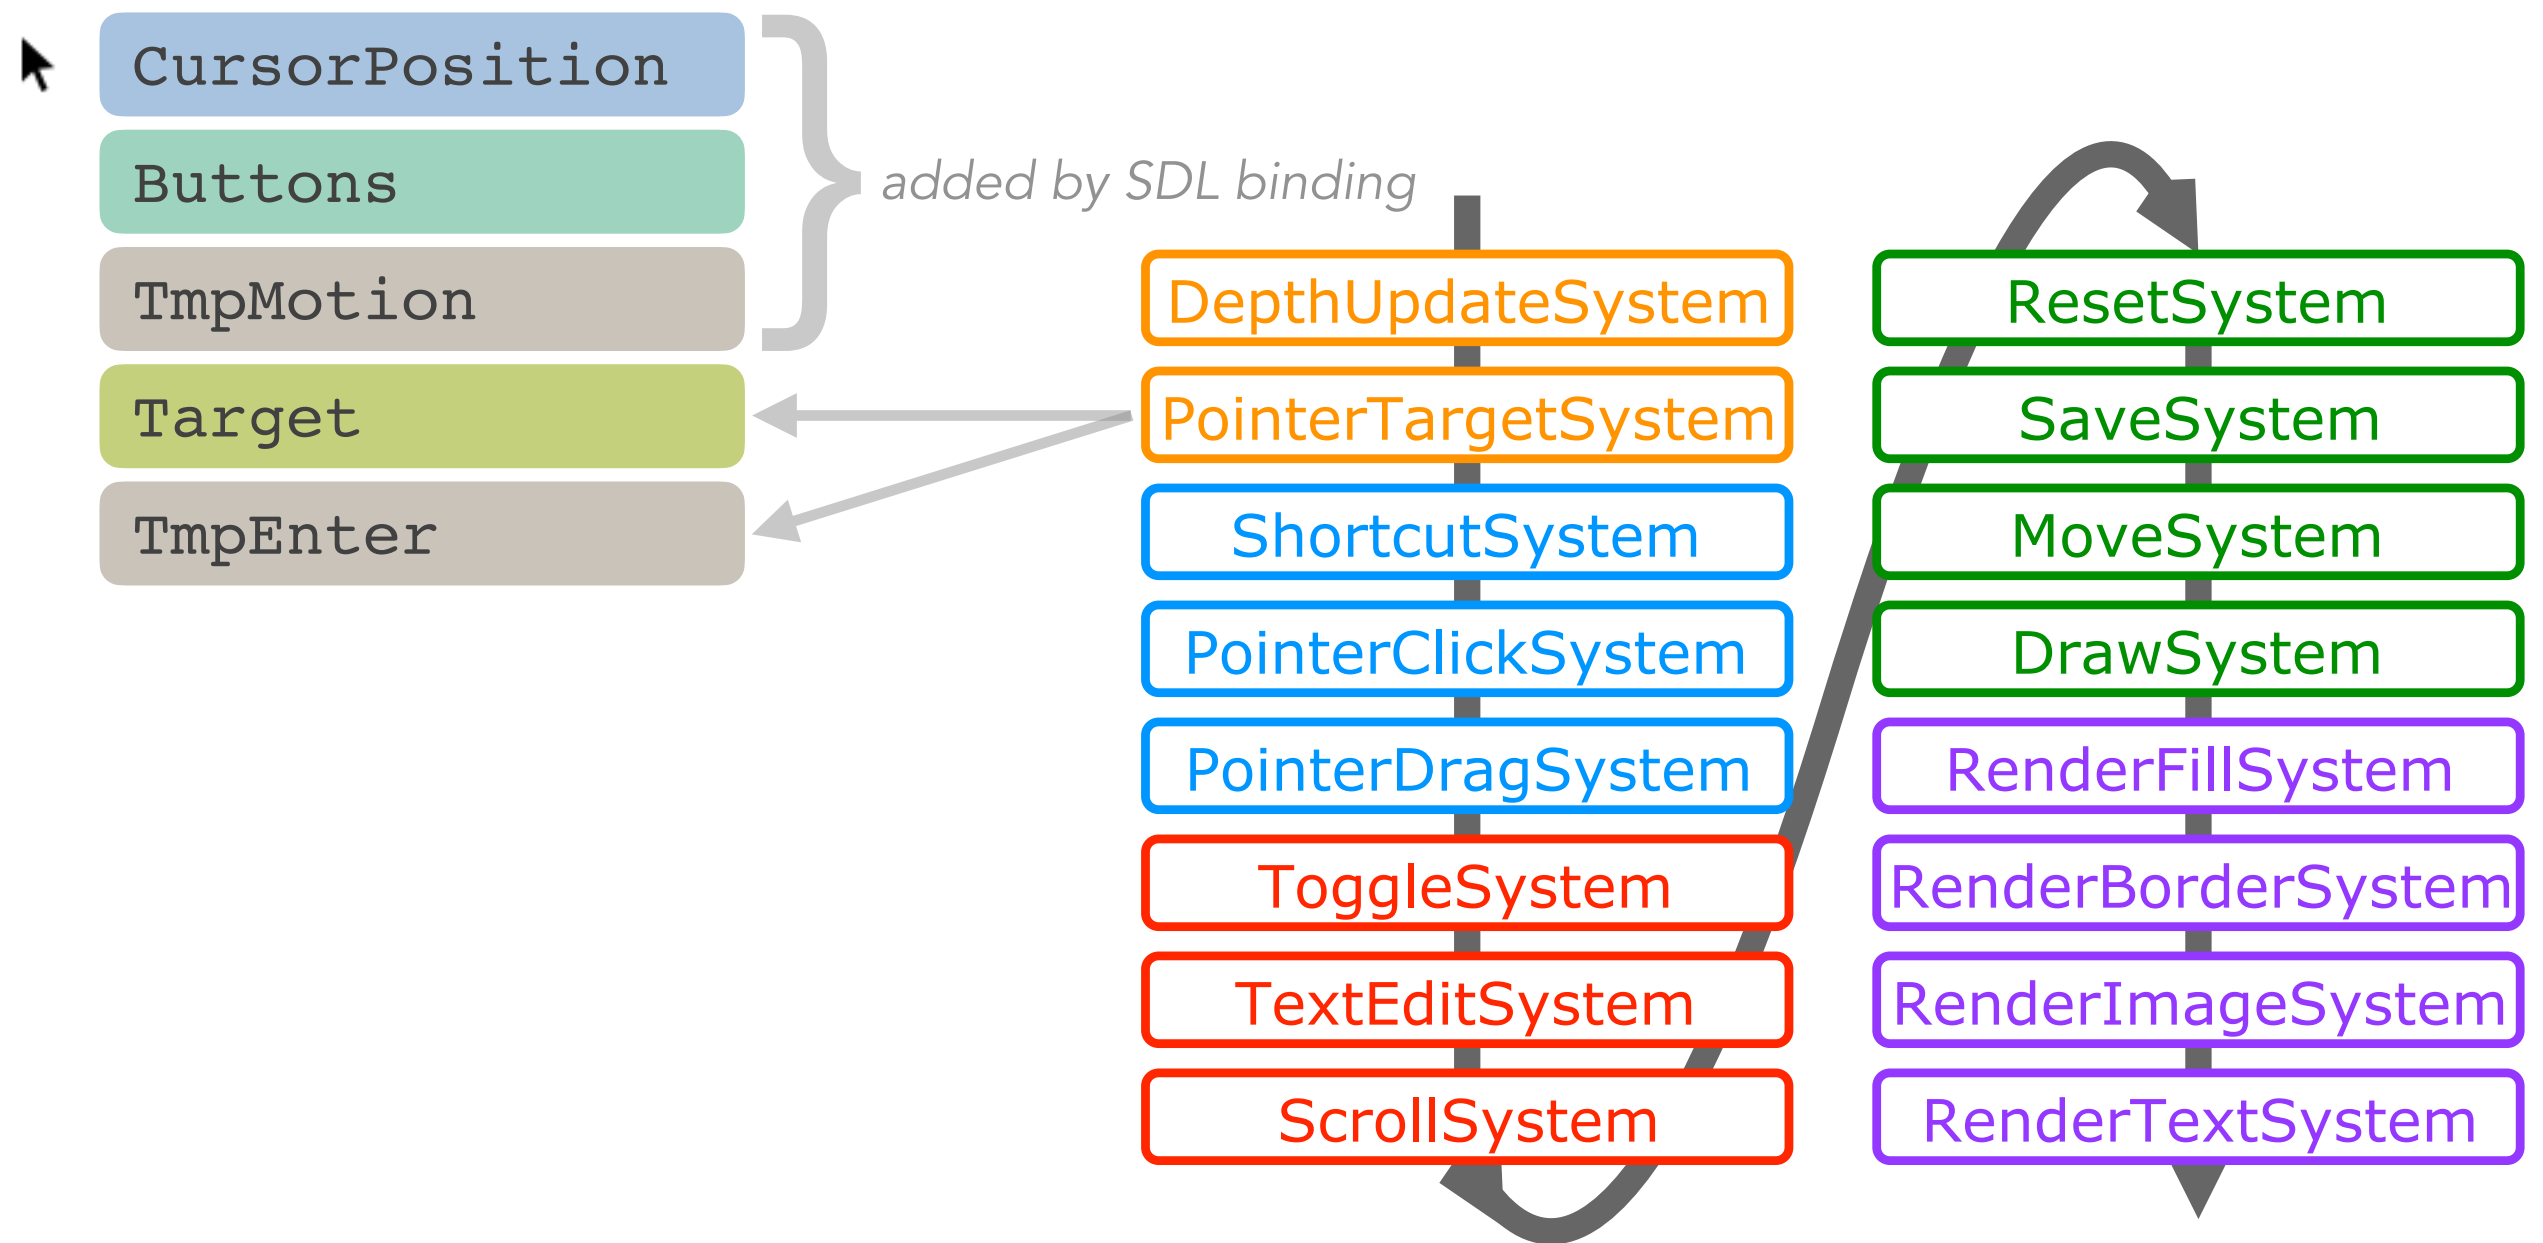 CursorPosition
Buttons
TmpMotion
Target
TmpEnter
added by SDL binding
DepthUpdateSystem
PointerTargetSystem
ShortcutSystem
PointerClickSystem
PointerDragSystem
ToggleSystem
TextEditSystem
ScrollSystem
ResetSystem
SaveSystem
MoveSystem
DrawSystem
RenderFillSystem
RenderBorderSystem
RenderImageSystem
RenderTextSystem